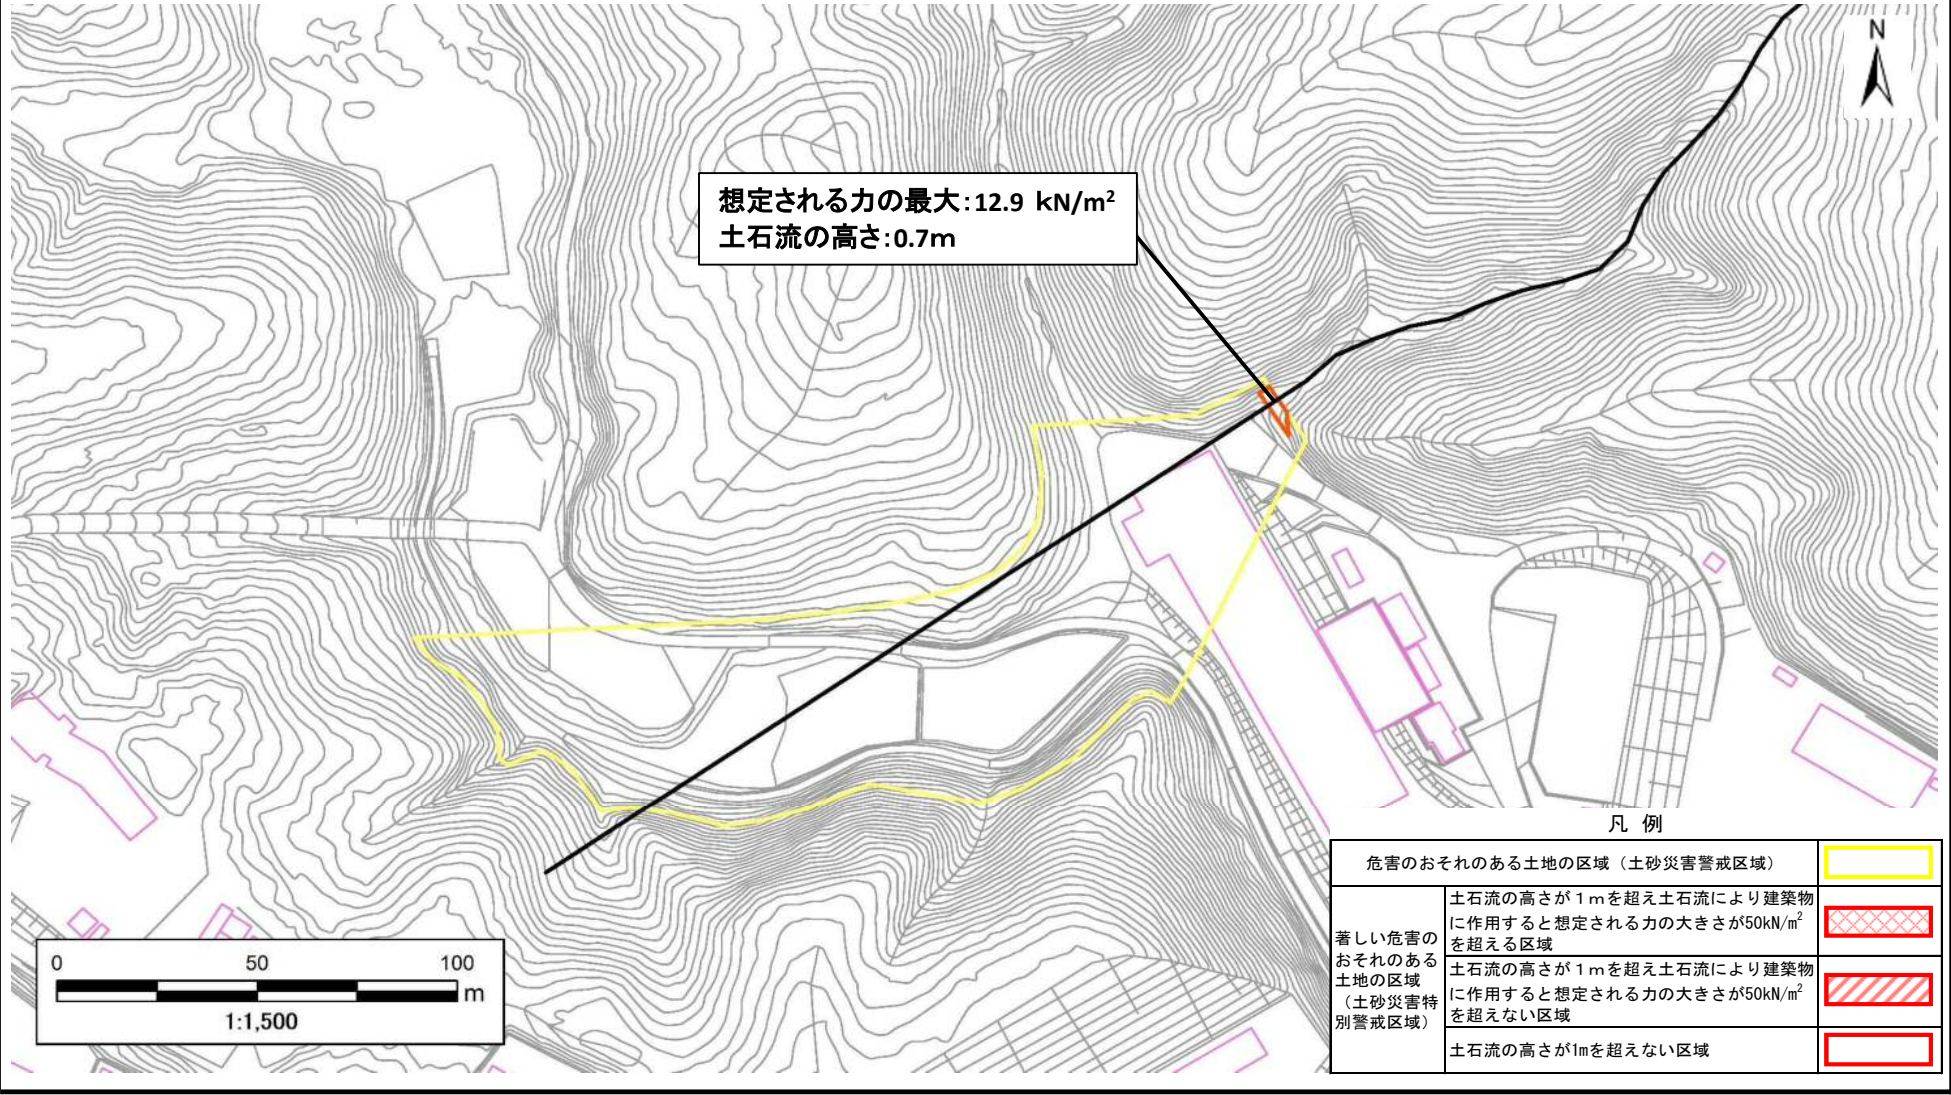 N
想定される力の最大:12.9 kN/m²
土石流の高さ:0.7m
凡 例
危害のおそれのある土地の区域（土砂災害警戒区域）
著しい危害の
おそれのある
土地の区域
（土砂災害特
別警戒区域）
土石流の高さが１ｍを超え土石流により建築物
に作用すると想定される力の大きさが50kN/m²
を超える区域
土石流の高さが１ｍを超え土石流により建築物
に作用すると想定される力の大きさが50kN/m²
を超えない区域
土石流の高さが1mを超えない区域
0 50 100
m
1:1,500